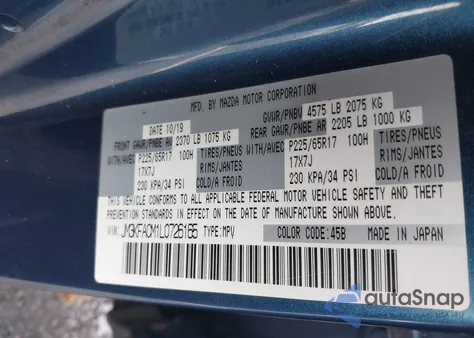 MFD. BY MAZDA MOTOR CORPORATION
DATE 10/19 GVWR/PNBV 4575 LB 2075 KG
FRONT GAWR/PNBE AV 2370 LB 1075 KG REAR GAWR/PNBE AR 2205 LB 1000 KG
WITH/AVEC P225/65R17 100H TIRES/PNEUS WITH/AVEC P225/65R17 100H TIRES/PNEUS
17X7J RIMS/JANTES 17X7J RIMS/JANTES
230 KPA/34 PSI COLD/A FROID 230 KPA/34 PSI COLD/A FROID
THIS VEHICLE CONFORMS TO ALL APPLICABLE FEDERAL MOTOR VEHICLE SAFETY AND THEFT
PREVENTION STANDARDS IN EFFECT ON THE DATE OF MANUFACTURE SHOWN ABOVE.
VIN: JM3KFACM1L0726165 TYPE: MPV COLOR CODE:45B MADE IN JAPAN
autaSnap